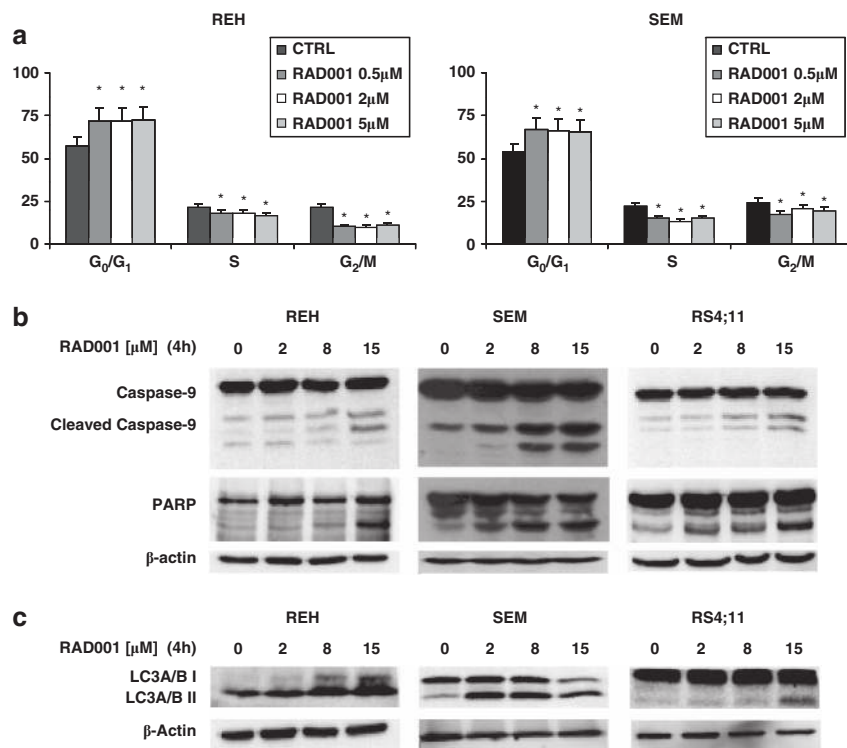 a
REH
SEM
CTRL
RAD001 0.5µM
RAD001 2µM
RAD001 5µM
CTRL
RAD001 0.5µM
RAD001 2µM
RAD001 5µM
100
75
50
25
0
* * *
* * *
* * *
G0/G1 S G2/M
100
75
50
25
0
* * *
* * *
* * *
G0/G1 S G2/M
b
REH SEM RS4;11
RAD001 [µM] (4h) 0 2 8 15 0 2 8 15 0 2 8 15
Caspase-9
Cleaved Caspase-9
PARP
β-actin
c
REH SEM RS4;11
RAD001 [µM] (4h) 0 2 8 15 0 2 8 15 0 2 8 15
LC3A/B I
LC3A/B II
β-Actin